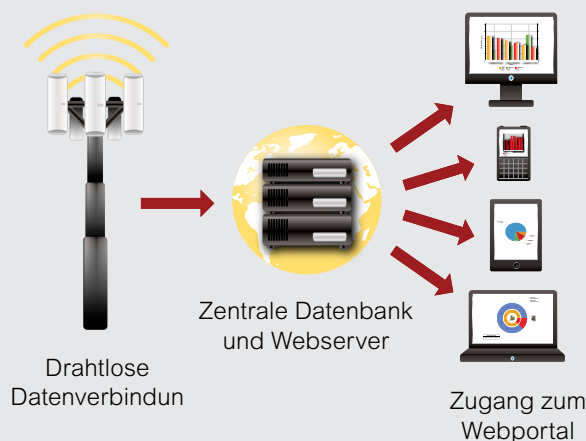 Drahtlose
Datenverbindun
Zentrale Datenbank
und Webserver
Zugang zum
Webportal